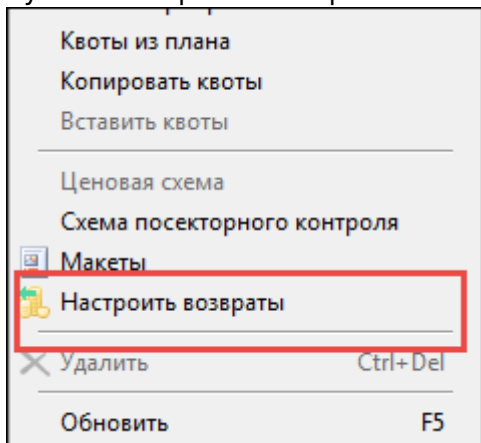 Квоты из плана
Копировать квоты
Вставить квоты
Ценовая схема
Схема посекторного контроля
Макеты
Настроить возвраты
Удалить Ctrl+Del
Обновить F5